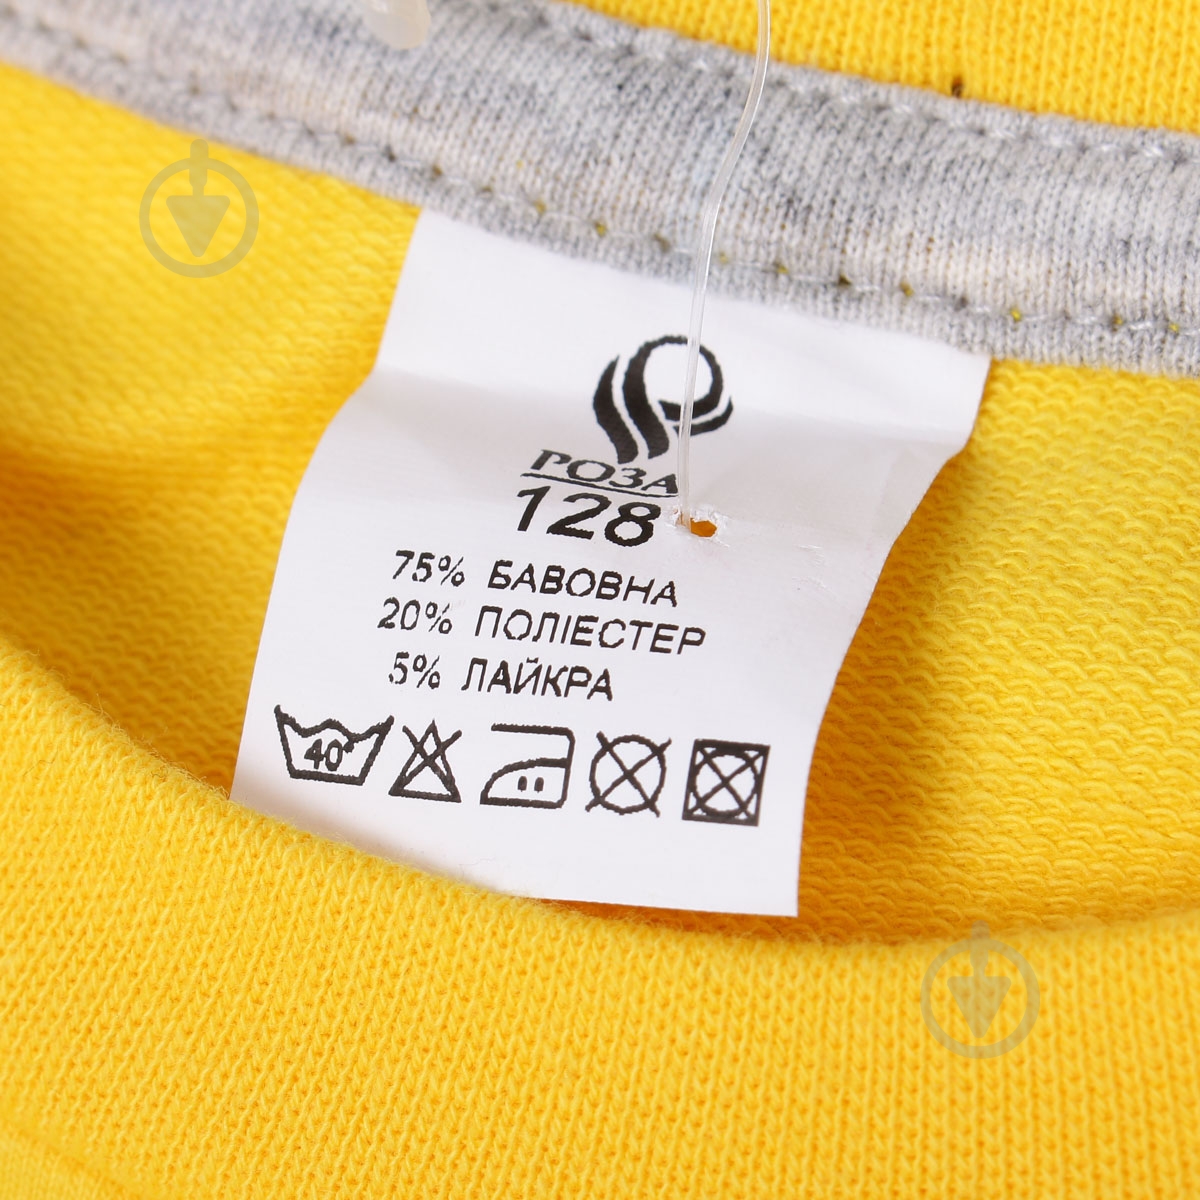 РОЗА
128
75% БАВОВНА
20% ПОЛІЕСТЕР
5% ЛАЙКРА
40°